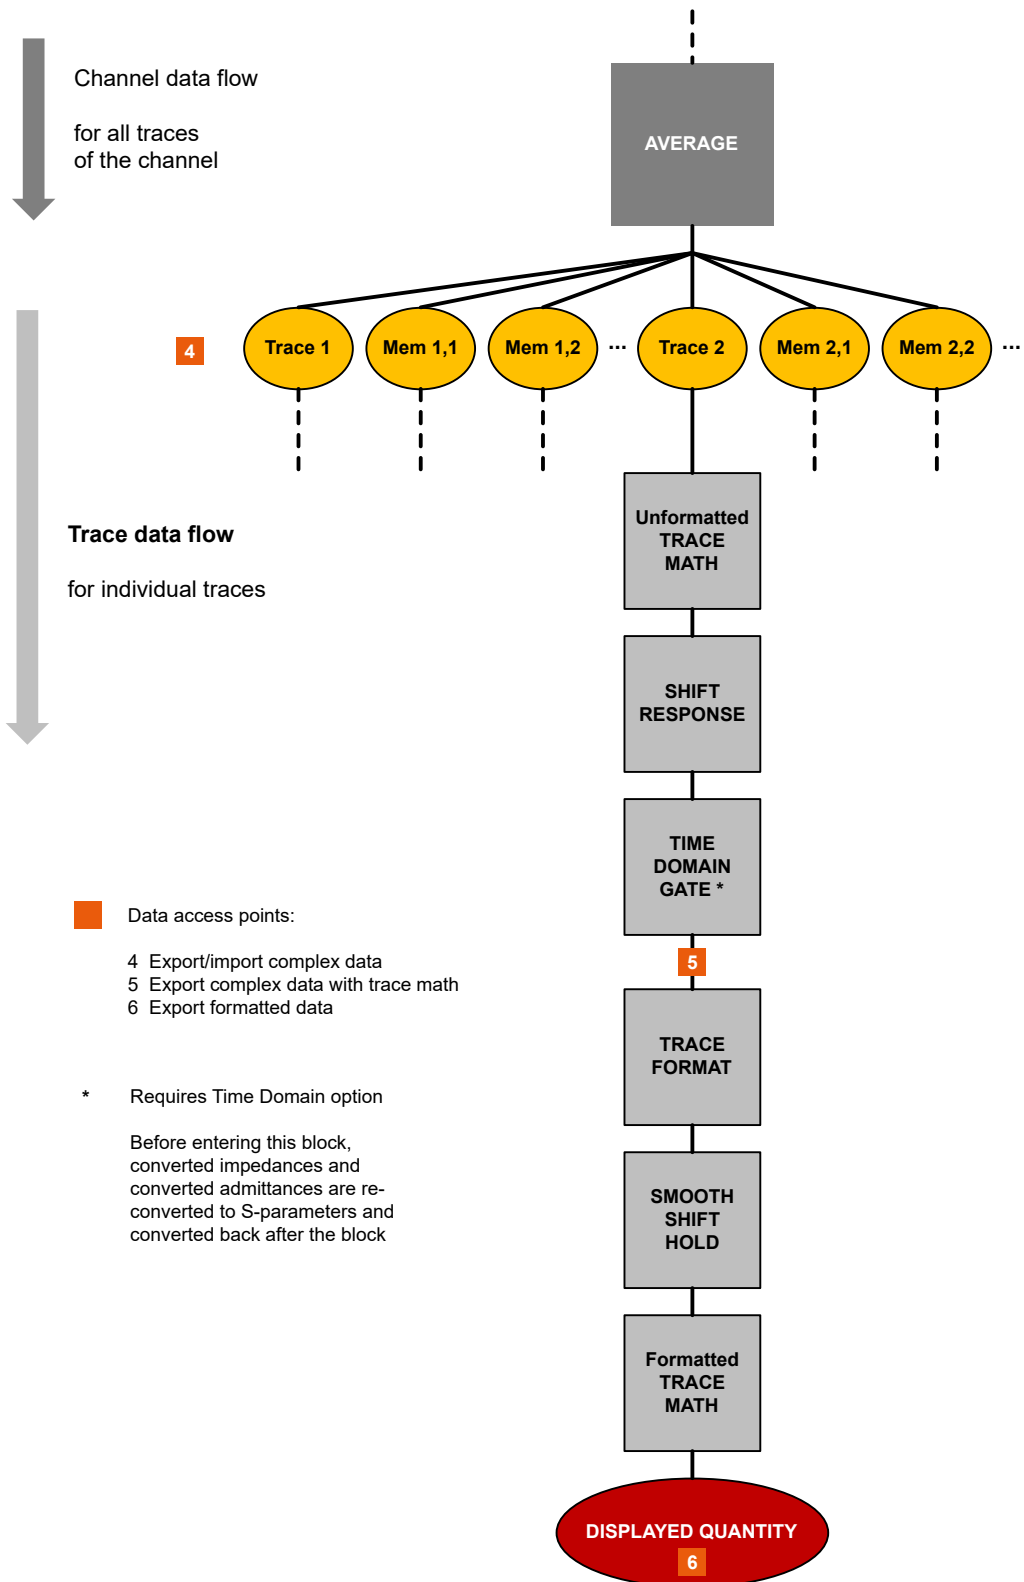 Channel data flow
for all traces
of the channel
AVERAGE
4
Trace 1
Mem 1,1
Mem 1,2
...
Trace 2
Mem 2,1
Mem 2,2
...
Trace data flow
for individual traces
Unformatted
TRACE
MATH
SHIFT
RESPONSE
TIME
DOMAIN
GATE *
5
Data access points:
4 Export/import complex data
5 Export complex data with trace math
6 Export formatted data
TRACE
FORMAT
* Requires Time Domain option
Before entering this block,
converted impedances and
converted admittances are re-
converted to S-parameters and
converted back after the block
SMOOTH
SHIFT
HOLD
Formatted
TRACE
MATH
DISPLAYED QUANTITY
6